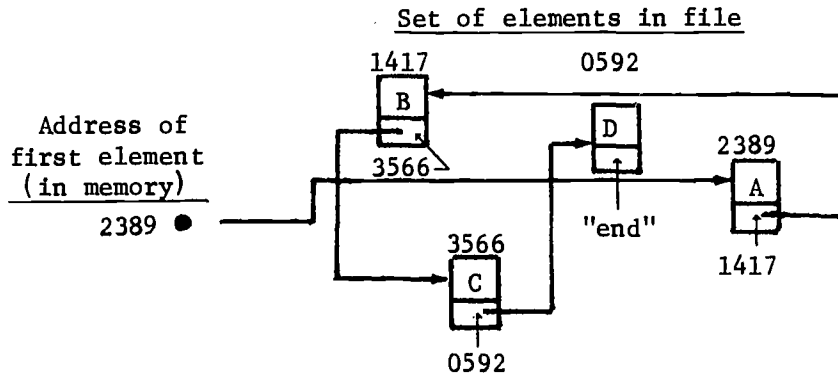 Set of elements in file
1417
0592
B
Address of
first element
(in memory)
D
2389
3566
A
2389
"end"
3566
1417
C
0592